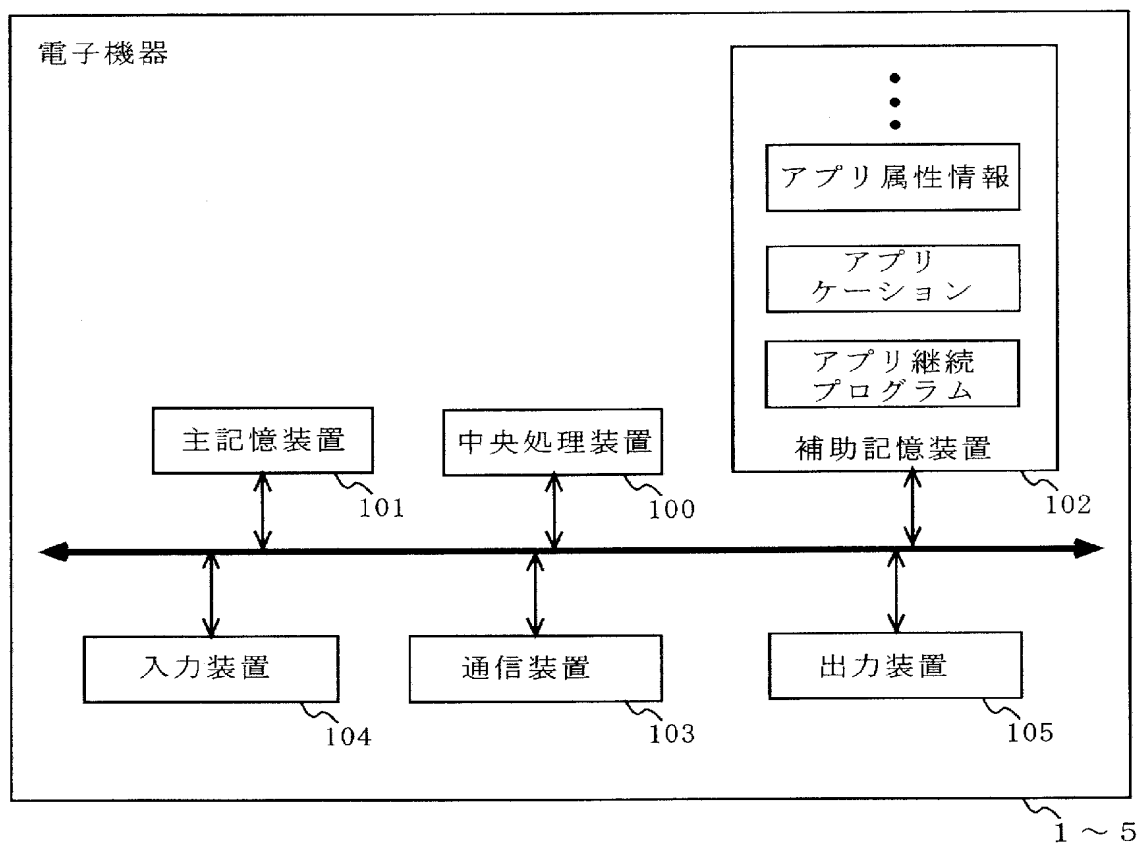 電子機器
アプリ属性情報
アプリ
ケーション
アプリ継続
プログラム
補助記憶装置
102
主記憶装置
101
中央処理装置
100
入力装置
104
通信装置
103
出力装置
105
1~5